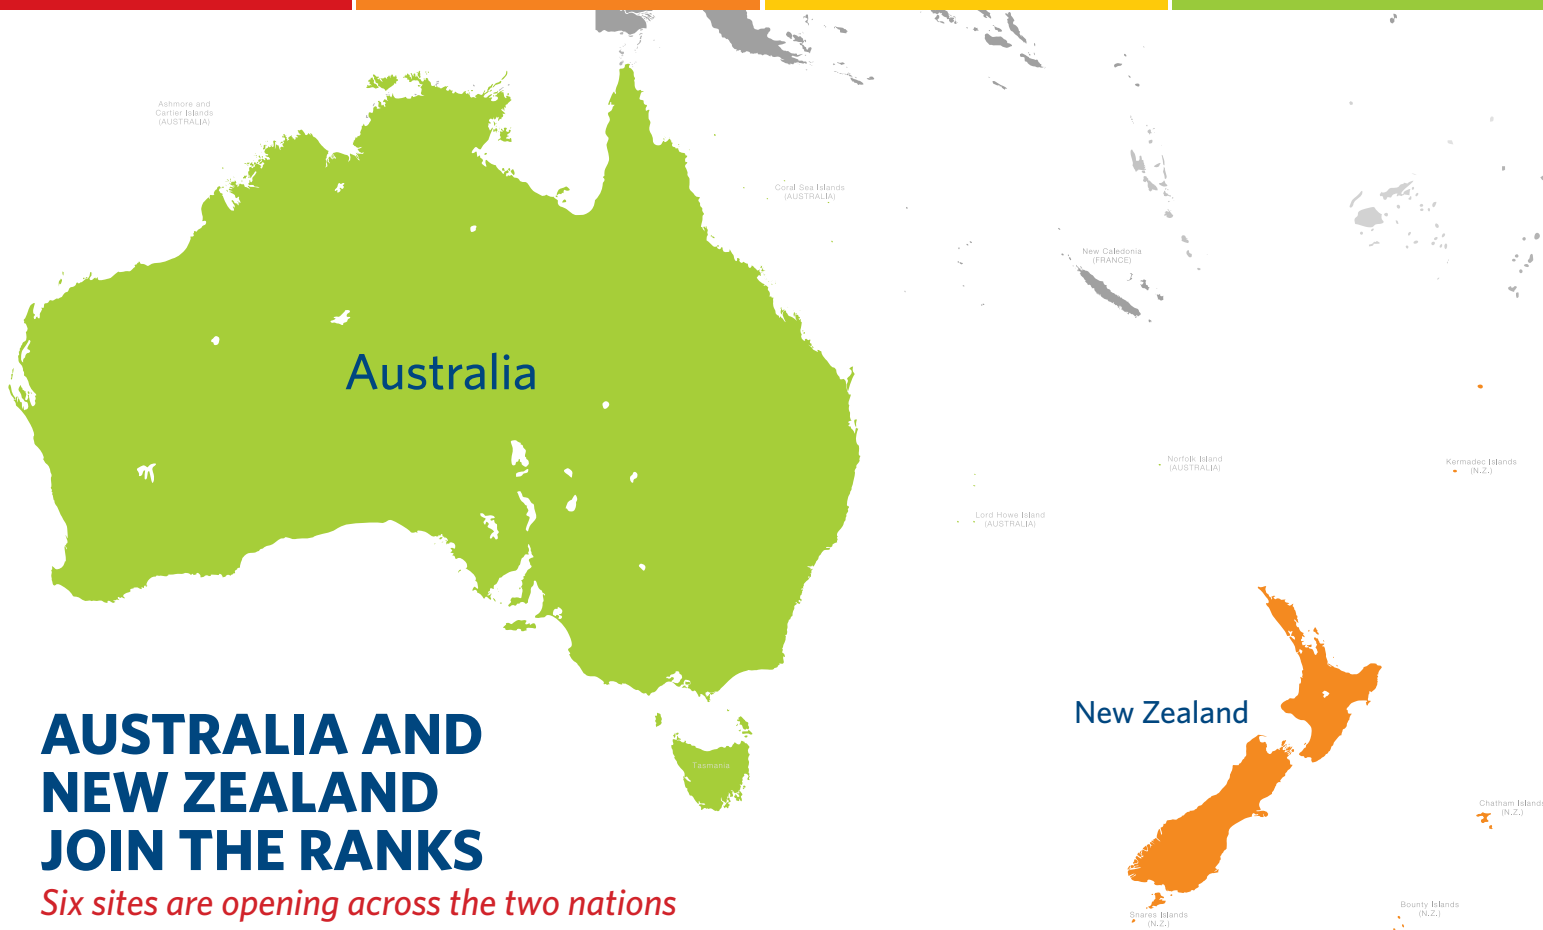 Ashmore and
Cartier Islands
(AUSTRALIA)
Coral Sea Islands
(AUSTRALIA)
New Caledonia
(FRANCE)
Australia
Norfolk Island
(AUSTRALIA)
Kermadec Islands
(N.Z.)
Lord Howe Island
(AUSTRALIA)
New Zealand
Tasmania
Chatham Islands
(N.Z.)
Snares Islands
(N.Z.)
Bounty Islands
(N.Z.)
AUSTRALIA AND
NEW ZEALAND
JOIN THE RANKS
Six sites are opening across the two nations